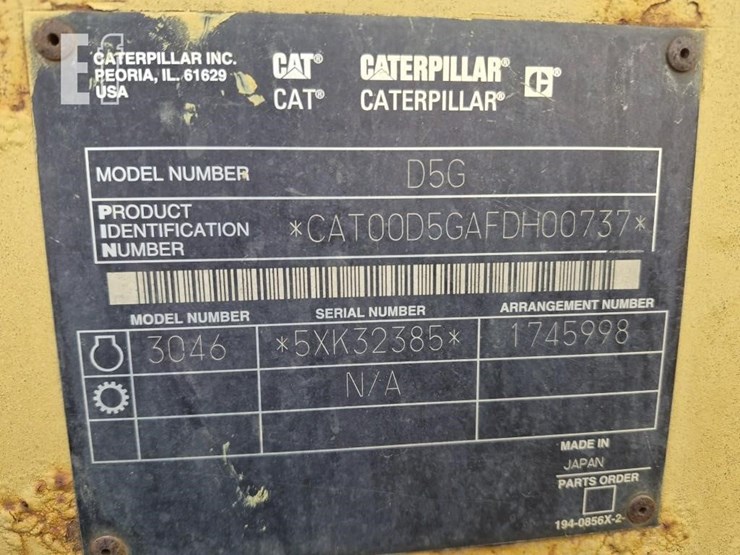 Ef
CATERPILLAR INC.
PEORIA, IL. 61629
USA
CAT® CATERPILLAR® C®
CAT® CATERPILLAR®
MODEL NUMBER D5G
PRODUCT
IDENTIFICATION
NUMBER
*CAT00D5GAFDH00737*
MODEL NUMBER SERIAL NUMBER ARRANGEMENT NUMBER
3046 *5XK32385* 1745998
N/A
MADE IN
JAPAN
PARTS ORDER
194-0856X-2-